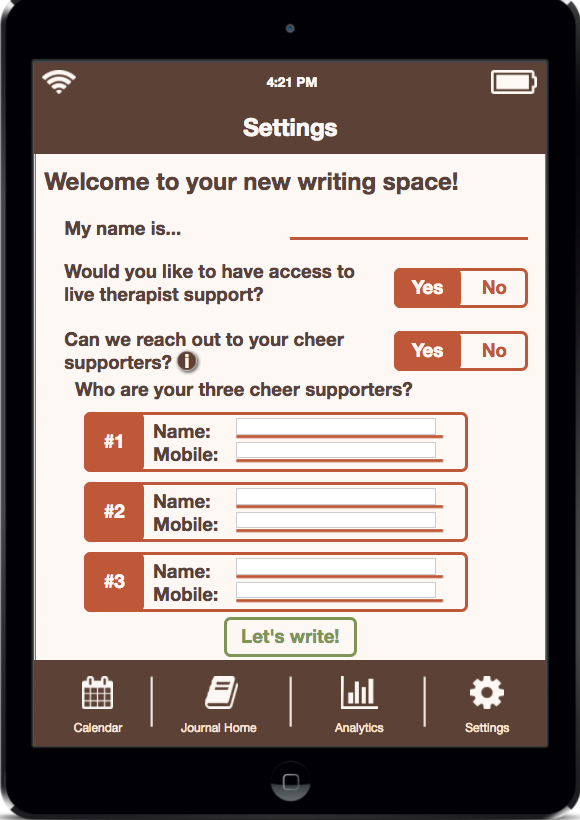 4:21 PM
Settings
Welcome to your new writing space!
My name is...
Would you like to have access to
live therapist support?
Yes No
Can we reach out to your cheer
supporters? i
Yes No
Who are your three cheer supporters?
#1
Name:
Mobile:
#2
Name:
Mobile:
#3
Name:
Mobile:
Let's write!
Calendar Journal Home Analytics Settings